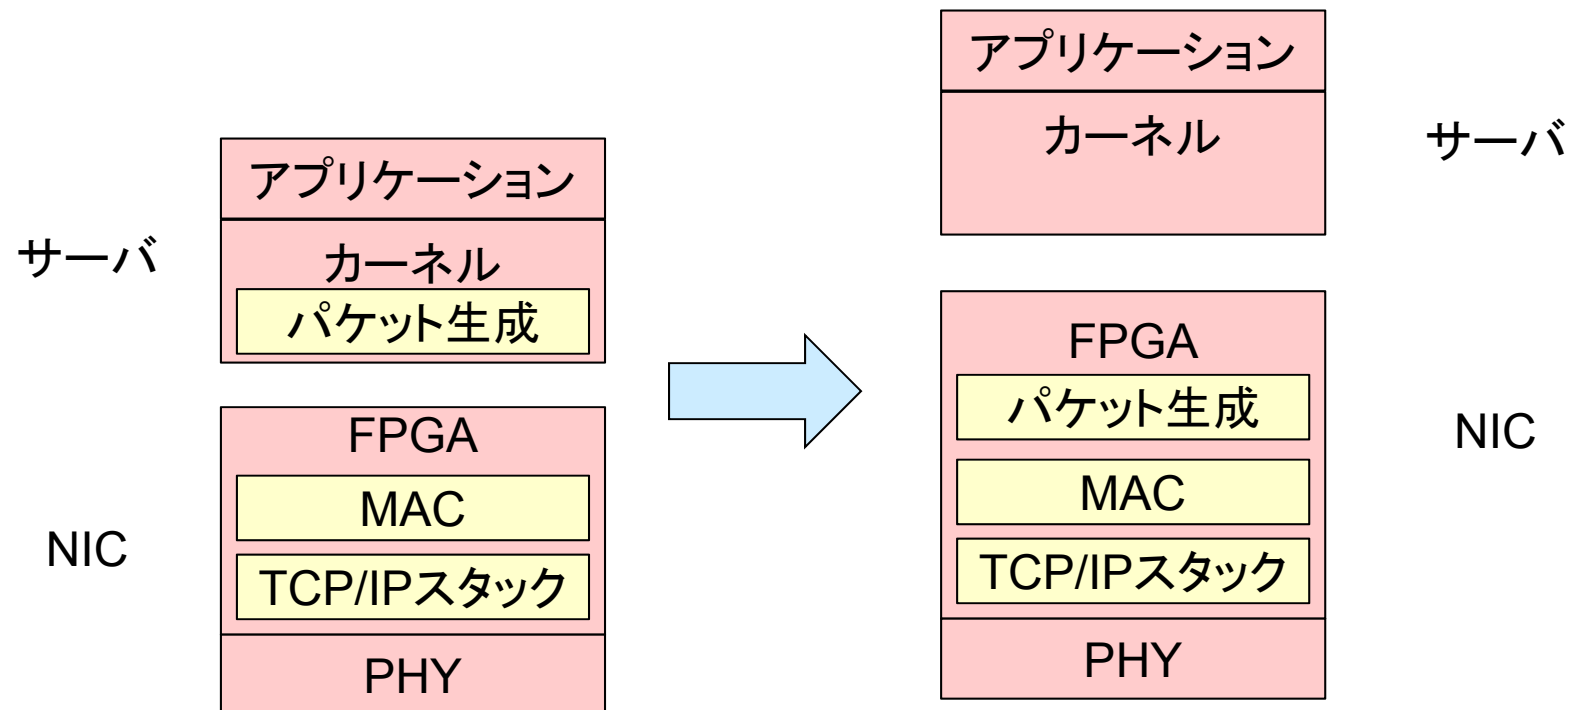 サーバ
アプリケーション
カーネル
パケット生成
NIC
FPGA
MAC
TCP/IPスタック
PHY
アプリケーション
カーネル
サーバ
FPGA
パケット生成
MAC
TCP/IPスタック
PHY
NIC